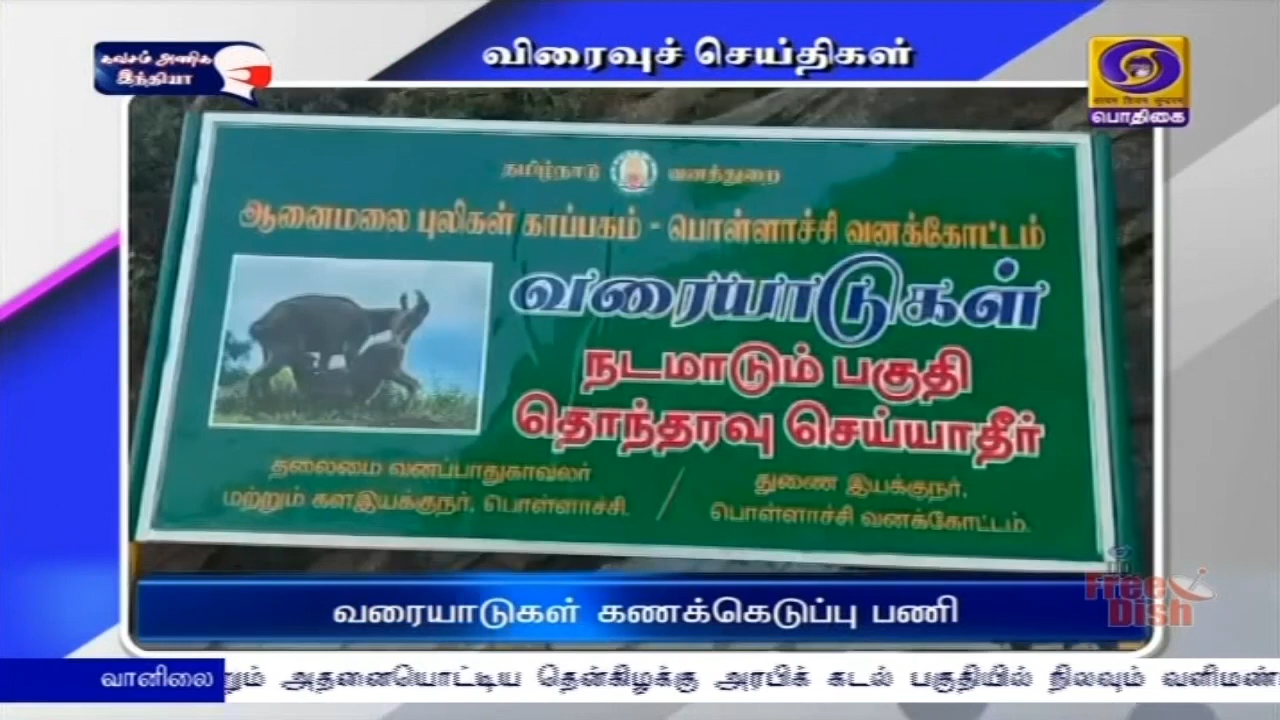 விரைவுச் செய்திகள்
கவசம் அணிக
இந்தியா
பொதிகை
தமிழ்நாடு வனத்துறை
ஆனைமலை புலிகள் காப்பகம் - பொள்ளாச்சி வனக்கோட்டம்
வரையாடுகள்
நடமாடும் பகுதி
தொந்தரவு செய்யாதீர்
தலைமை வனப்பாதுகாவலர்
மற்றும் களஇயக்குநர், பொள்ளாச்சி.
/
துணை இயக்குநர்,
பொள்ளாச்சி வனக்கோட்டம்.
வரையாடுகள் கணக்கெடுப்பு பணி
Free
Dish
வானிலை
றும் அதனையொட்டிய தென்கிழக்கு அரபிக் கடல் பகுதியில் நிலவும் வளிமண்